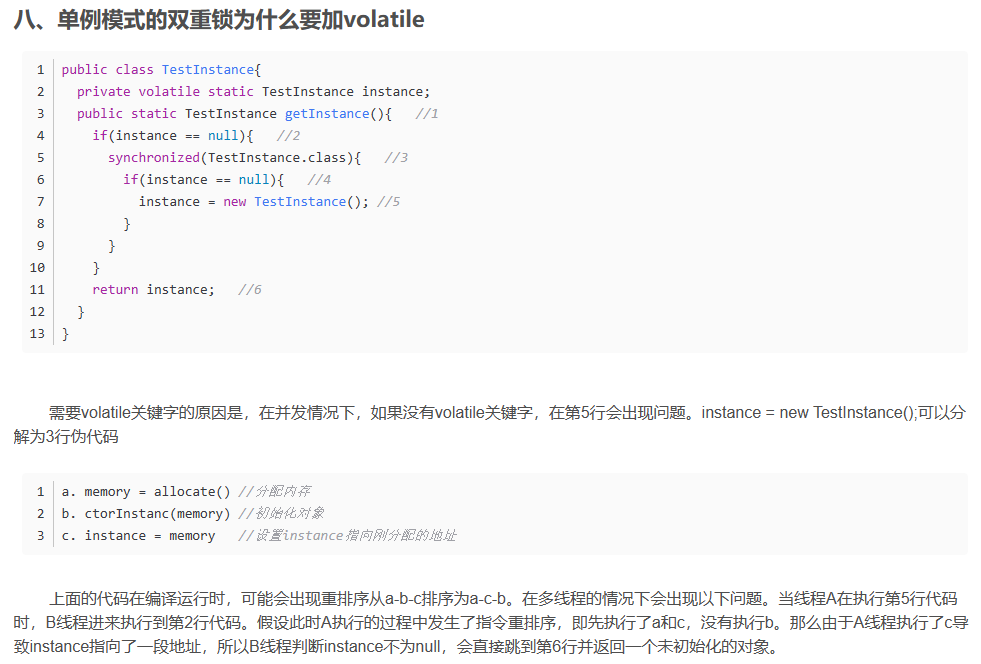 八、单例模式的双重锁为什么要加volatile
1 public class TestInstance{
2   private volatile static TestInstance instance;
3   public static TestInstance getInstance(){   //1
4     if(instance == null){   //2
5       synchronized(TestInstance.class){   //3
6         if(instance == null){   //4
7           instance = new TestInstance(); //5
8         }
9       }
10     }
11     return instance;   //6
12   }
13 }
需要volatile关键字的原因是，在并发情况下，如果没有volatile关键字，在第5行会出现问题。instance = new TestInstance();可以分
解为3行伪代码
1 a. memory = allocate() //分配内存
2 b. ctorInstanc(memory) //初始化对象
3 c. instance = memory   //设置instance指向刚分配的地址
上面的代码在编译运行时，可能会出现重排序从a-b-c排序为a-c-b。在多线程的情况下会出现以下问题。当线程A在执行第5行代码
时，B线程进来执行到第2行代码。假设此时A执行的过程中发生了指令重排序，即先执行了a和c，没有执行b。那么由于A线程执行了c导
致instance指向了一段地址，所以B线程判断instance不为null，会直接跳到第6行并返回一个未初始化的对象。